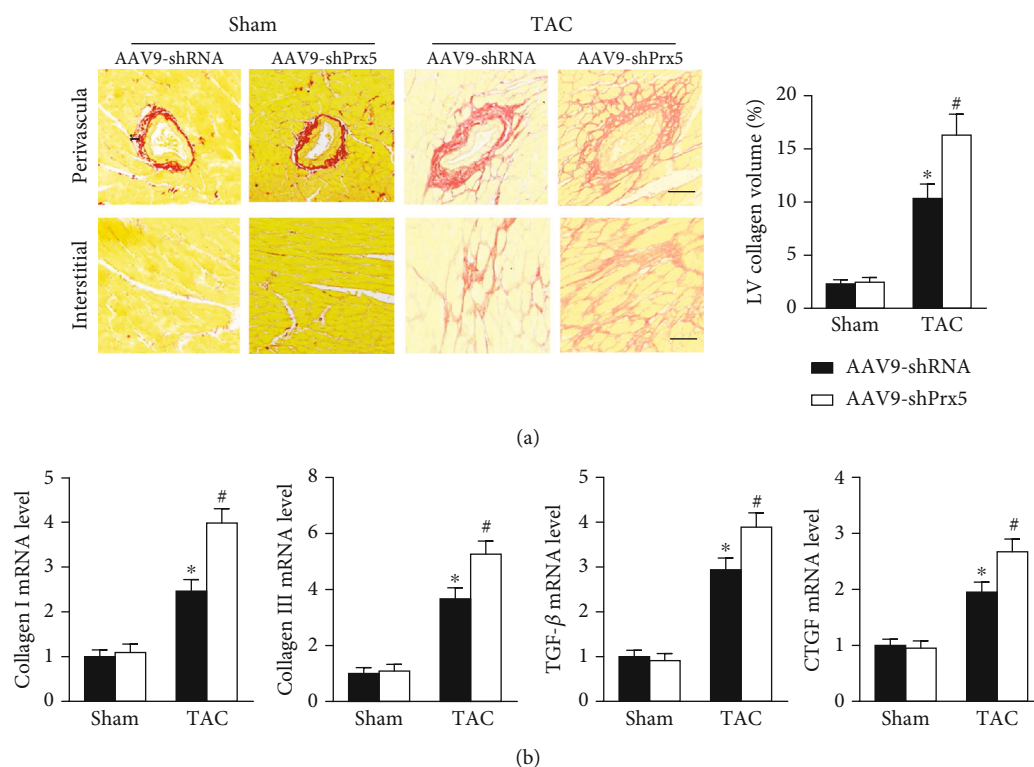 Sham
TAC
AAV9-shRNA
AAV9-shPrx5
AAV9-shRNA
AAV9-shPrx5
Perivascula
Interstitial
LV collagen volume (%)
20
15
10
5
0
*
#
Sham
TAC
AAV9-shRNA
AAV9-shPrx5
(a)
Collagen I mRNA level
5
4
3
2
1
0
*
#
Sham
TAC
Collagen III mRNA level
8
6
4
2
0
*
#
Sham
TAC
TGF-β mRNA level
5
4
3
2
1
0
*
#
Sham
TAC
CTGF mRNA level
4
3
2
1
0
*
#
Sham
TAC
(b)